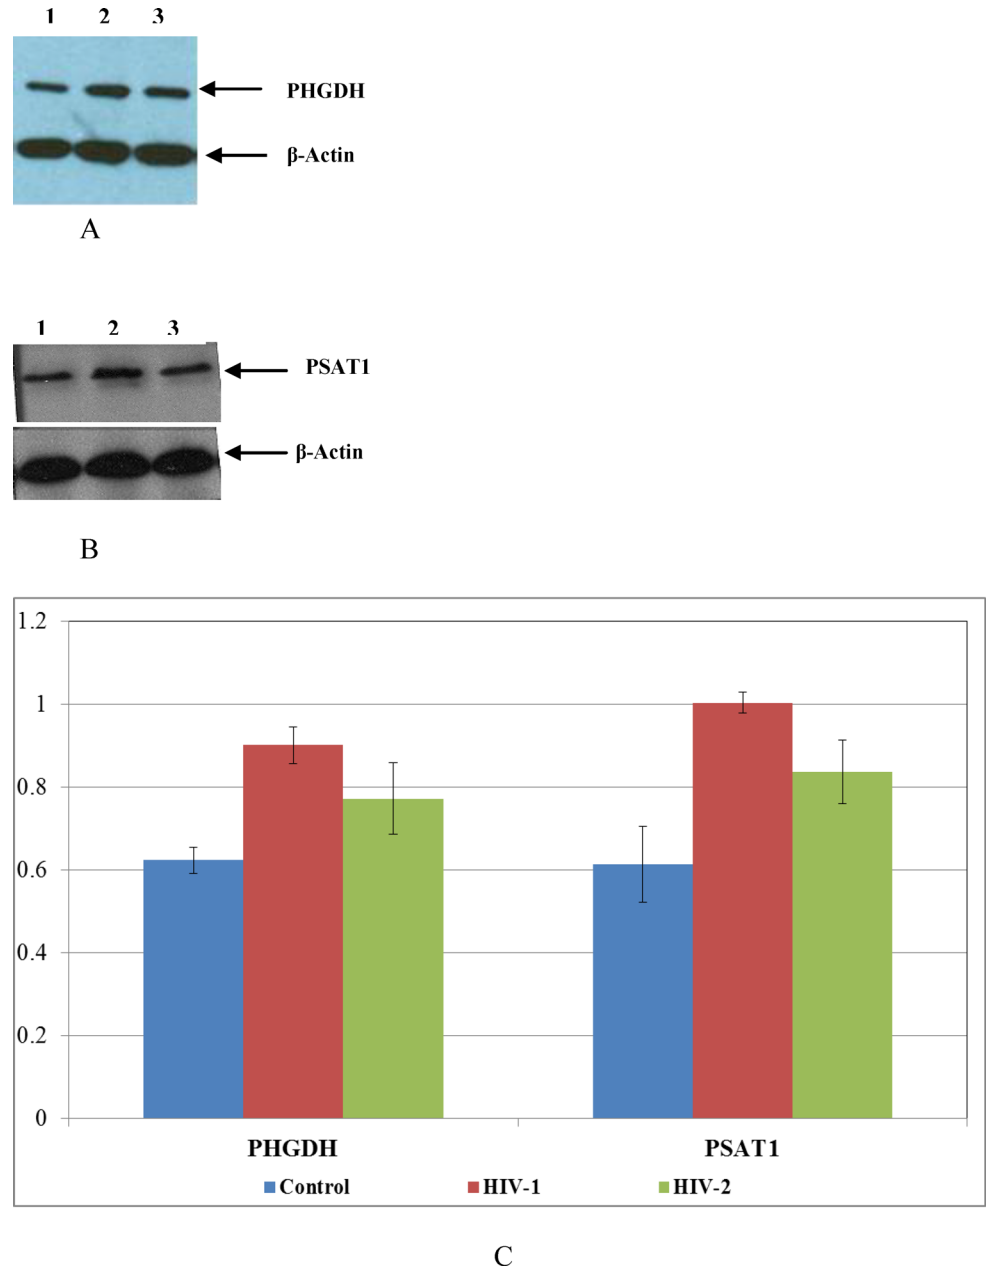 1 2 3
PHGDH
β-Actin
A
1 2 3
PSAT1
β-Actin
B
1.2
1
0.8
0.6
0.4
0.2
0
PHGDH PSAT1
Control HIV-1 HIV-2
C